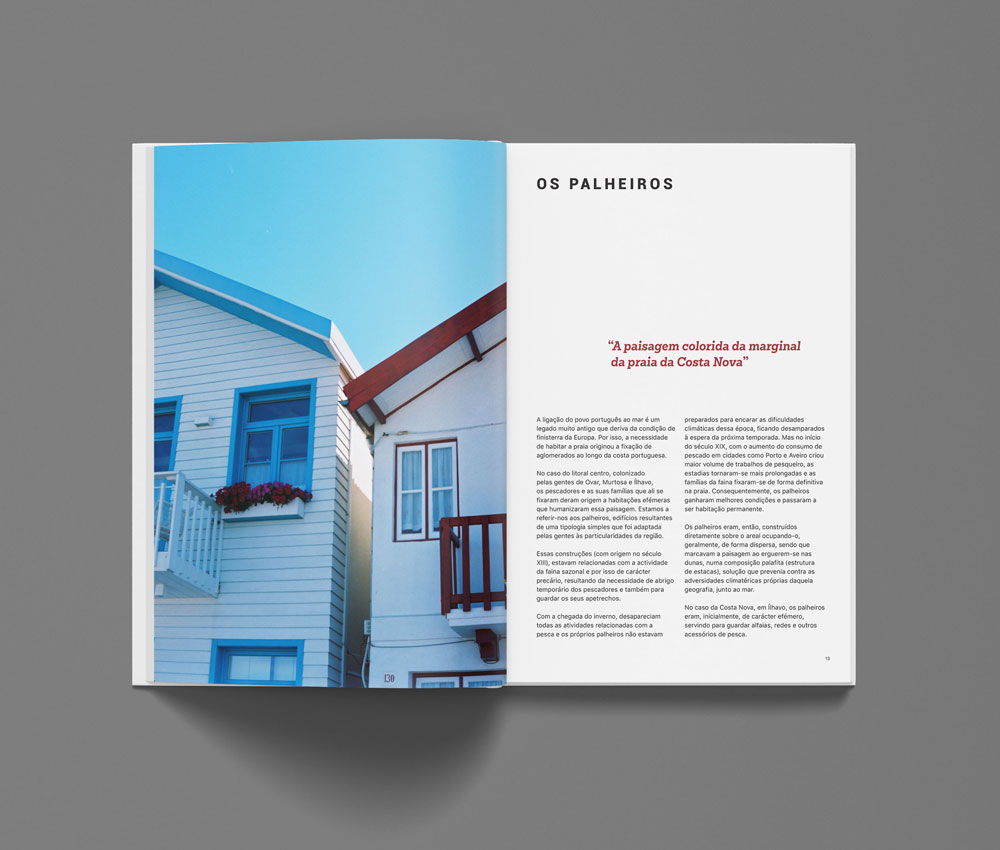 130
OS PALHEIROS
“A paisagem colorida da marginal
da praia da Costa Nova”
A ligação do povo português ao mar é um
legado muito antigo que deriva da condição de
finisterra da Europa. Por isso, a necessidade
de habitar a praia originou a fixação de
aglomerados ao longo da costa portuguesa.
No caso do litoral centro, colonizado
pelas gentes de Ovar, Murtosa e Ílhavo,
os pescadores e as suas famílias que ali se
fixaram deram origem a habitações efémeras
que humanizaram essa paisagem. Estamos a
referir-nos aos palheiros, edifícios resultantes
de uma tipologia simples que foi adaptada
pelas gentes às particularidades da região.
Essas construções (com origem no século
XIII), estavam relacionadas com a actividade
da faina sazonal e por isso de carácter
precário, resultando da necessidade de abrigo
temporário dos pescadores e também para
guardar os seus apetrechos.
Com a chegada do inverno, desapareciam
todas as atividades relacionadas com a
pesca e os próprios palheiros não estavam
preparados para encarar as dificuldades
climáticas dessa época, ficando desamparados
à espera da próxima temporada. Mas no início
do século XIX, com o aumento do consumo de
pescado em cidades como Porto e Aveiro criou
maior volume de trabalhos de pesqueiro, as
estadias tornaram-se mais prolongadas e as
famílias da faina fixaram-se de forma definitiva
na praia. Consequentemente, os palheiros
ganharam melhores condições e passaram a
ser habitação permanente.
Os palheiros eram, então, construídos
diretamente sobre o areal ocupando-o,
geralmente, de forma dispersa, sendo que
marcavam a paisagem ao erguerem-se nas
dunas, numa composição palafita (estrutura
de estacas), solução que prevenia contra as
adversidades climatéricas próprias daquela
geografia, junto ao mar.
No caso da Costa Nova, em Ílhavo, os palheiros
eram, inicialmente, de carácter efémero,
servindo para guardar alfaias, redes e outros
acessórios de pesca.
13